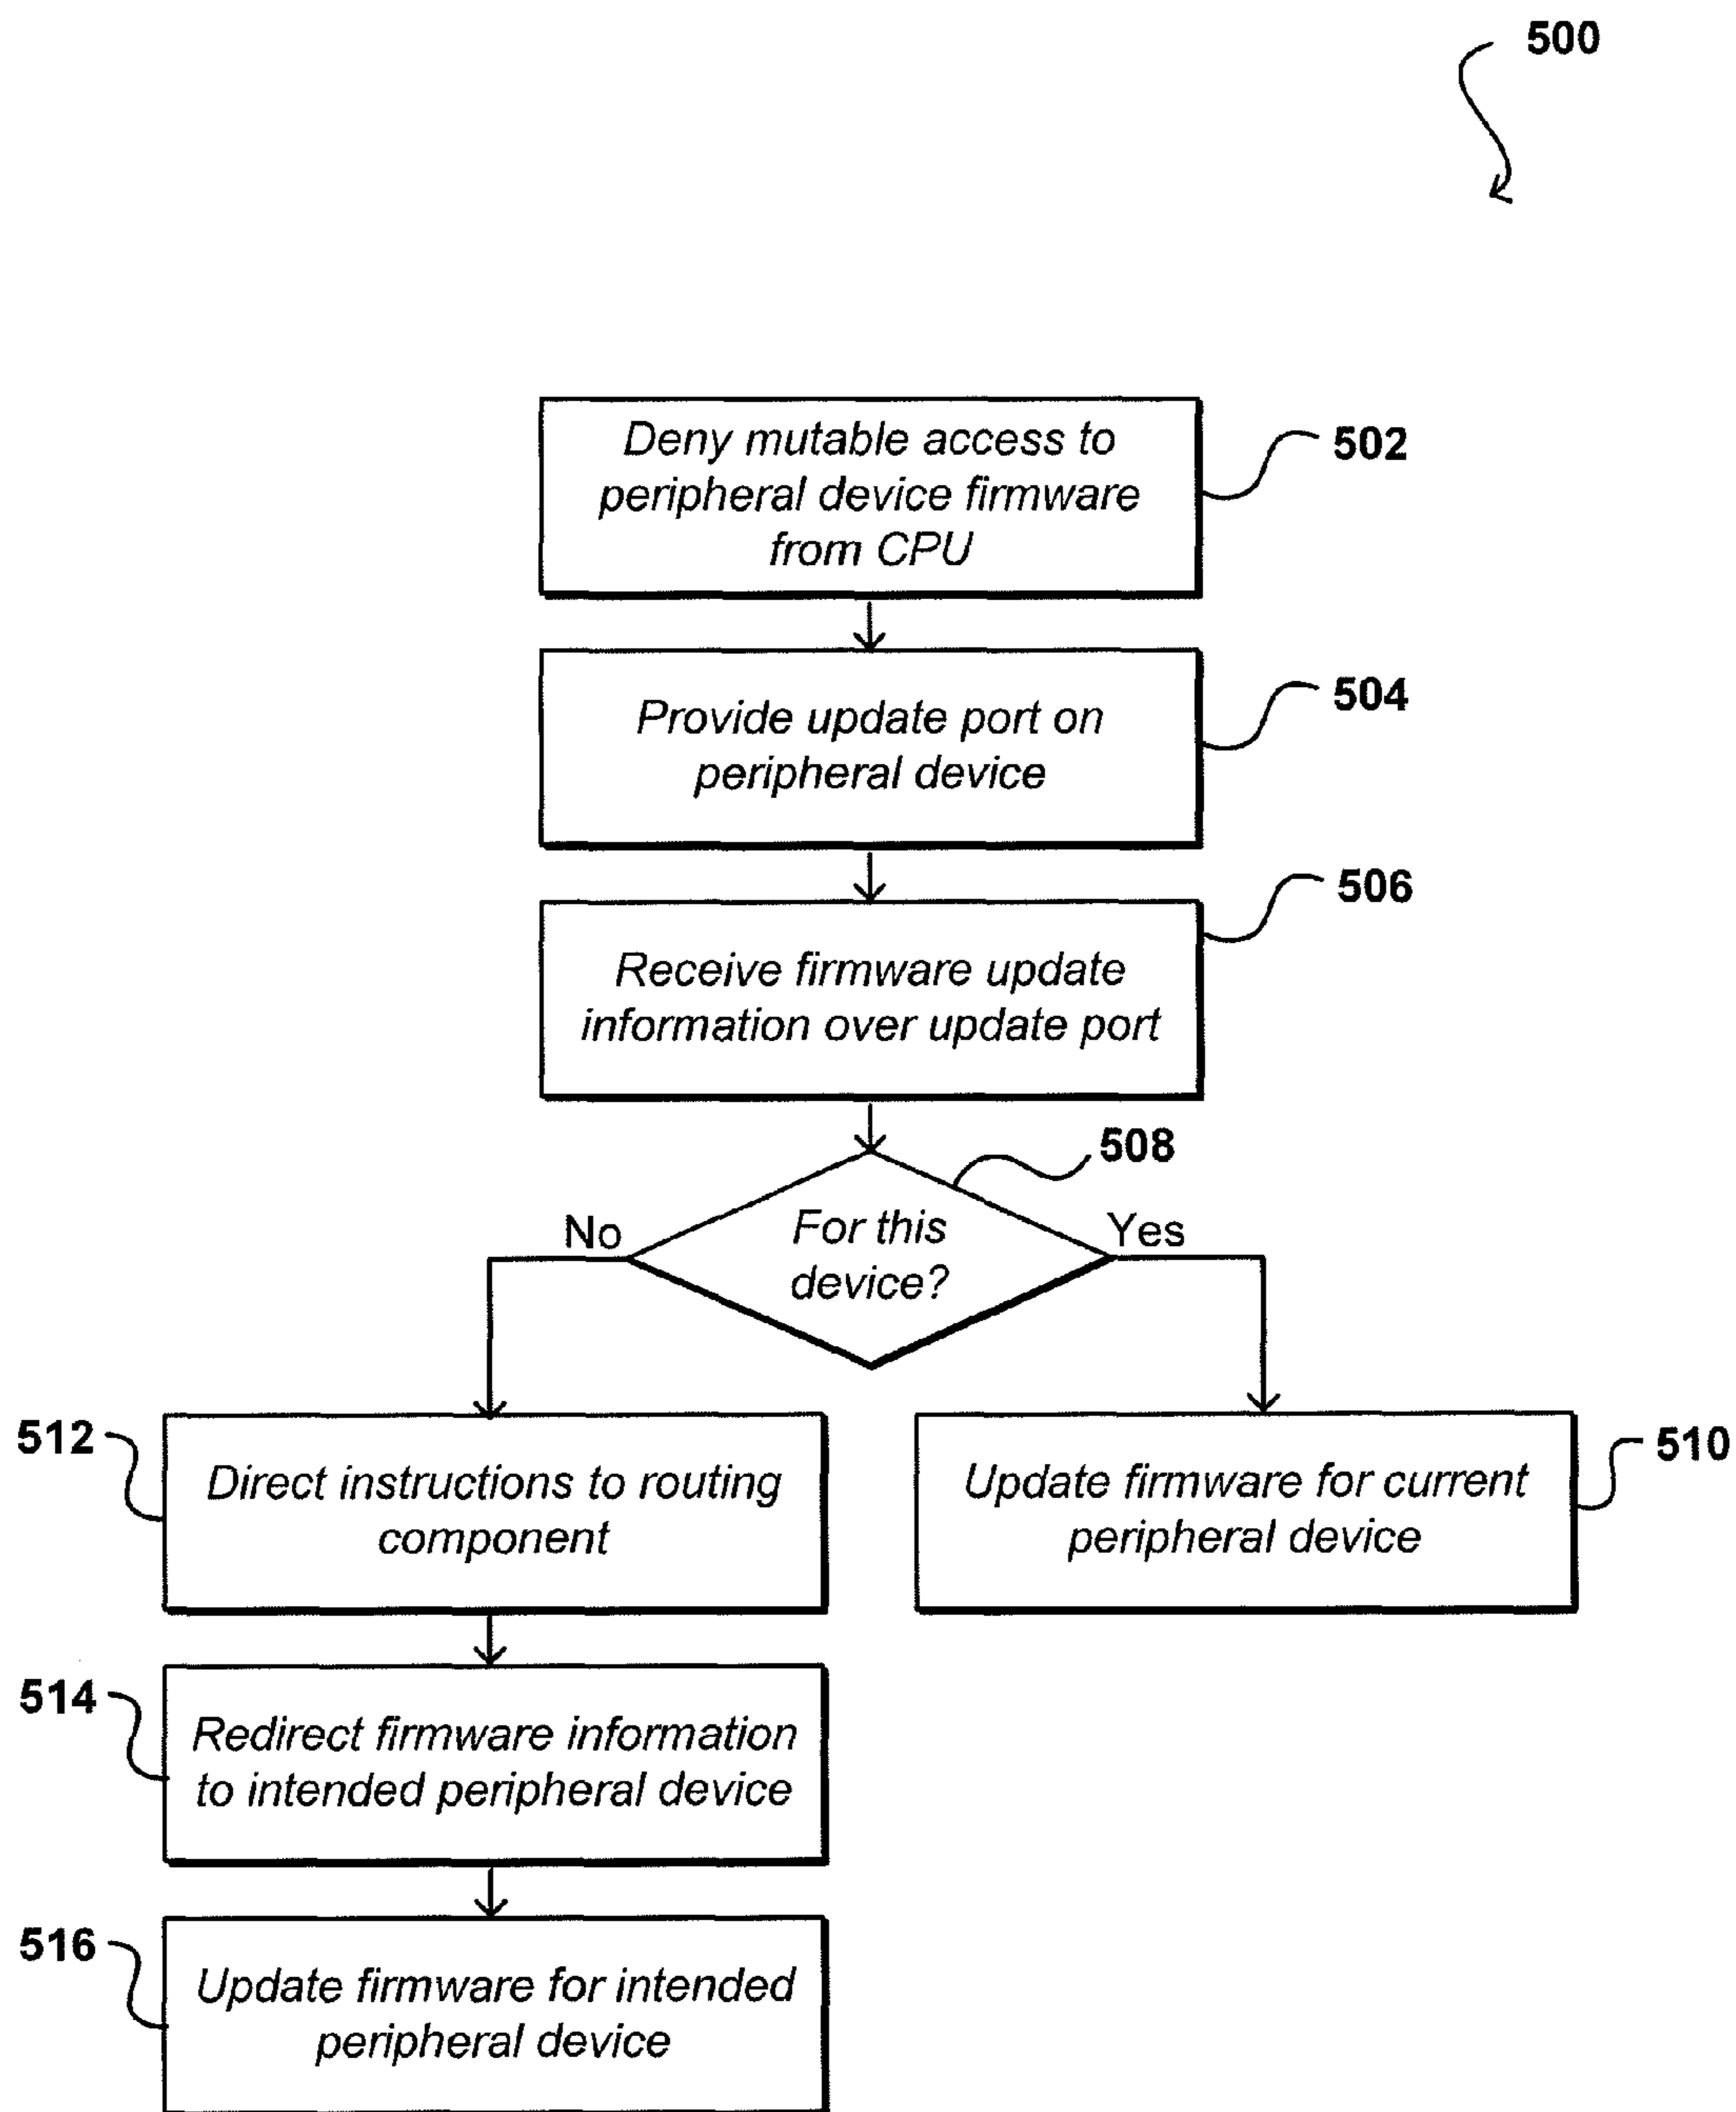 500
Deny mutable access to
peripheral device firmware
from CPU
502
Provide update port on
peripheral device
504
506
Receive firmware update
information over update port
508
For this
device?
No
Yes
512
Direct instructions to routing
component
Update firmware for current
peripheral device
510
514
Redirect firmware information
to intended peripheral device
516
Update firmware for intended
peripheral device